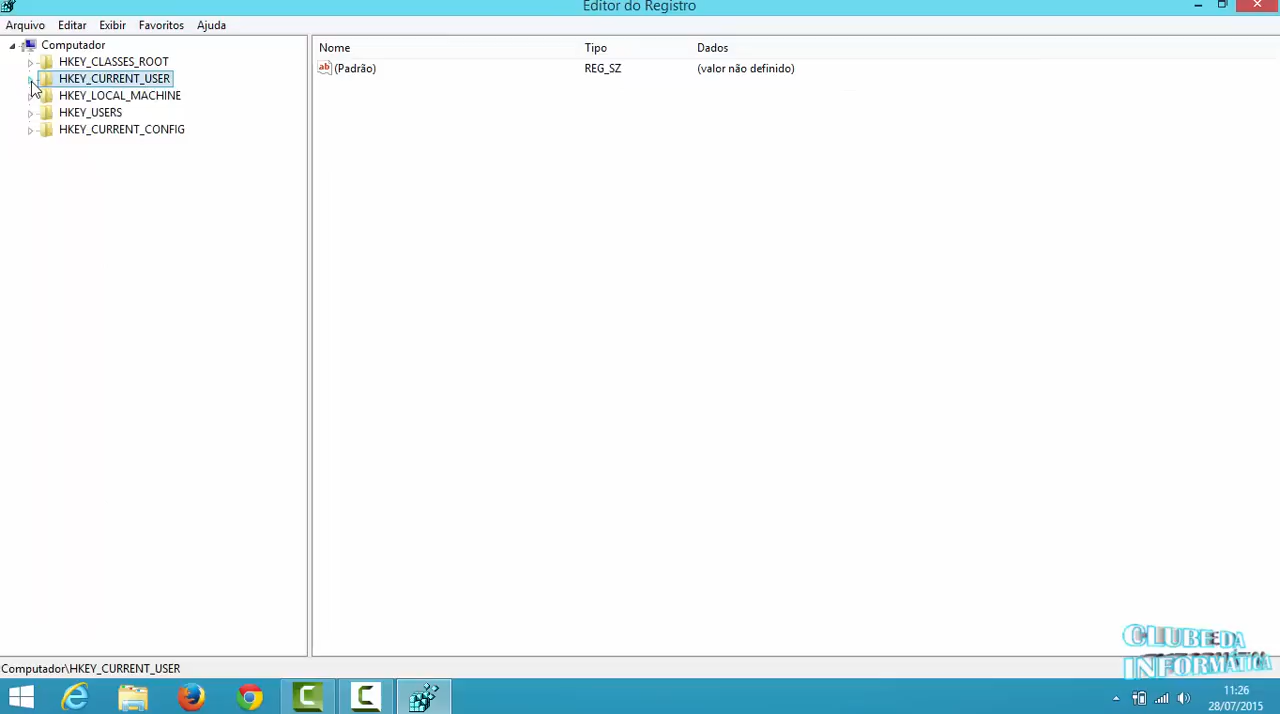 Editor do Registro
Arquivo Editar Exibir Favoritos Ajuda
Computador
HKEY_CLASSES_ROOT
HKEY_CURRENT_USER
HKEY_LOCAL_MACHINE
HKEY_USERS
HKEY_CURRENT_CONFIG
Nome Tipo Dados
ab (Padrão) REG_SZ (valor não definido)
Computador\HKEY_CURRENT_USER
CLUBE DA
INFORMÁTICA
11:26
28/07/2015